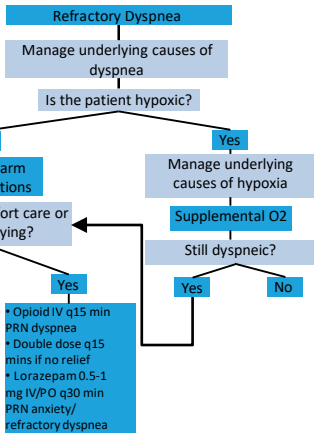 Refractory Dyspnea
Manage underlying causes of
dyspnea
Is the patient hypoxic?
Yes
Manage underlying
causes of hypoxia
Supplemental O2
Still dyspneic?
Yes
No
arm
tions
ort care or
ying?
Yes
• Opioid IV q15 min
PRN dyspnea
• Double dose q15
mins if no relief
• Lorazepam 0.5-1
mg IV/PO q30 min
PRN anxiety/
refractory dyspnea